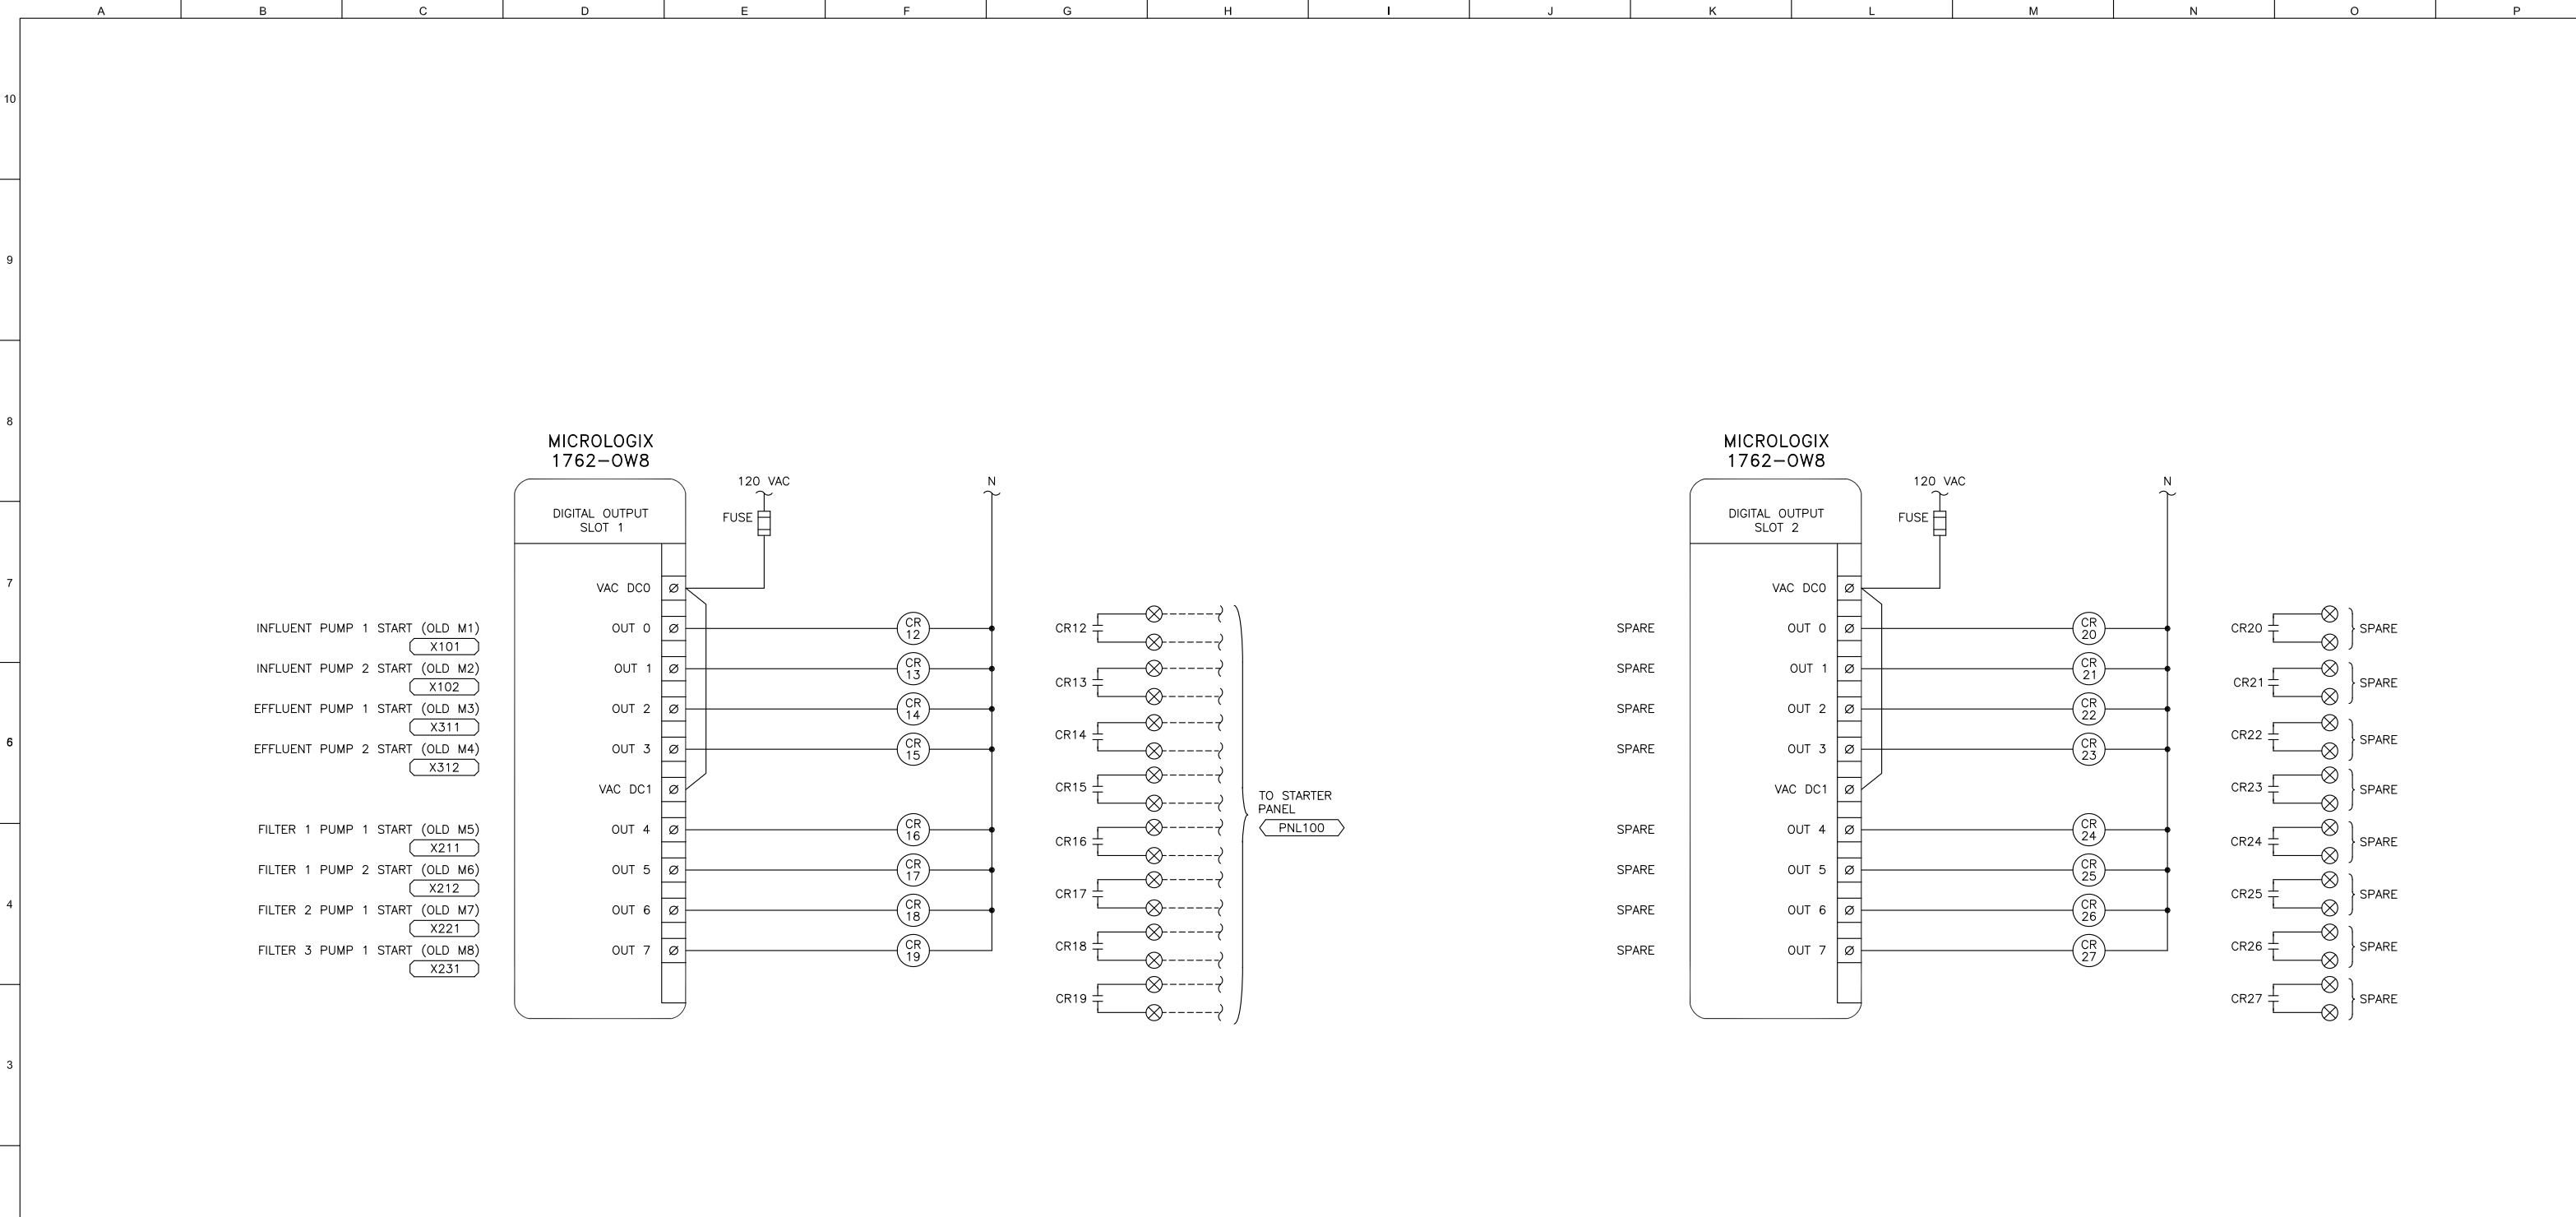 A B C D E F G H I J K L M N O P
10
9
8
7
6
4
3
MICROLOGIX
1762-OW8
DIGITAL OUTPUT
SLOT 1
120 VAC
FUSE
N
VAC DC0
INFLUENT PUMP 1 START (OLD M1)
X101
OUT 0
CR
12
INFLUENT PUMP 2 START (OLD M2)
X102
OUT 1
CR
13
EFFLUENT PUMP 1 START (OLD M3)
X311
OUT 2
CR
14
EFFLUENT PUMP 2 START (OLD M4)
X312
OUT 3
CR
15
VAC DC1
FILTER 1 PUMP 1 START (OLD M5)
X211
OUT 4
CR
16
FILTER 1 PUMP 2 START (OLD M6)
X212
OUT 5
CR
17
FILTER 2 PUMP 1 START (OLD M7)
X221
OUT 6
CR
18
FILTER 3 PUMP 1 START (OLD M8)
X231
OUT 7
CR
19
CR12
CR13
CR14
CR15
CR16
CR17
CR18
CR19
TO STARTER
PANEL
PNL100
MICROLOGIX
1762-OW8
DIGITAL OUTPUT
SLOT 2
120 VAC
FUSE
N
VAC DC0
SPARE
OUT 0
CR
20
SPARE
OUT 1
CR
21
SPARE
OUT 2
CR
22
SPARE
OUT 3
CR
23
VAC DC1
SPARE
OUT 4
CR
24
SPARE
OUT 5
CR
25
SPARE
OUT 6
CR
26
SPARE
OUT 7
CR
27
CR20 SPARE
CR21 SPARE
CR22 SPARE
CR23 SPARE
CR24 SPARE
CR25 SPARE
CR26 SPARE
CR27 SPARE